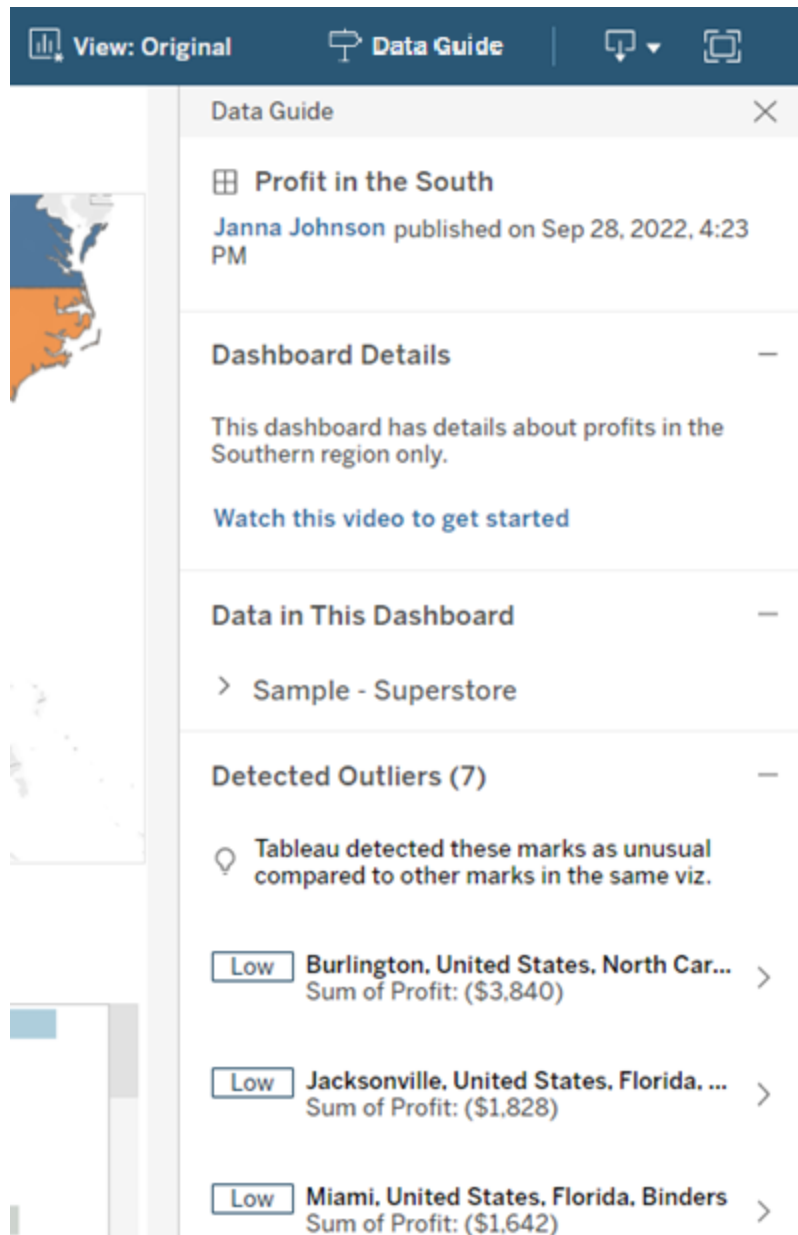 View: Original
Data Guide
Data Guide
Profit in the South
Janna Johnson published on Sep 28, 2022, 4:23
PM
Dashboard Details
This dashboard has details about profits in the
Southern region only.
Watch this video to get started
Data in This Dashboard
Sample - Superstore
Detected Outliers (7)
Tableau detected these marks as unusual
compared to other marks in the same viz.
Low
Burlington, United States, North Car...
Sum of Profit: ($3,840)
Low
Jacksonville, United States, Florida, ...
Sum of Profit: ($1,828)
Low
Miami, United States, Florida, Binders
Sum of Profit: ($1,642)